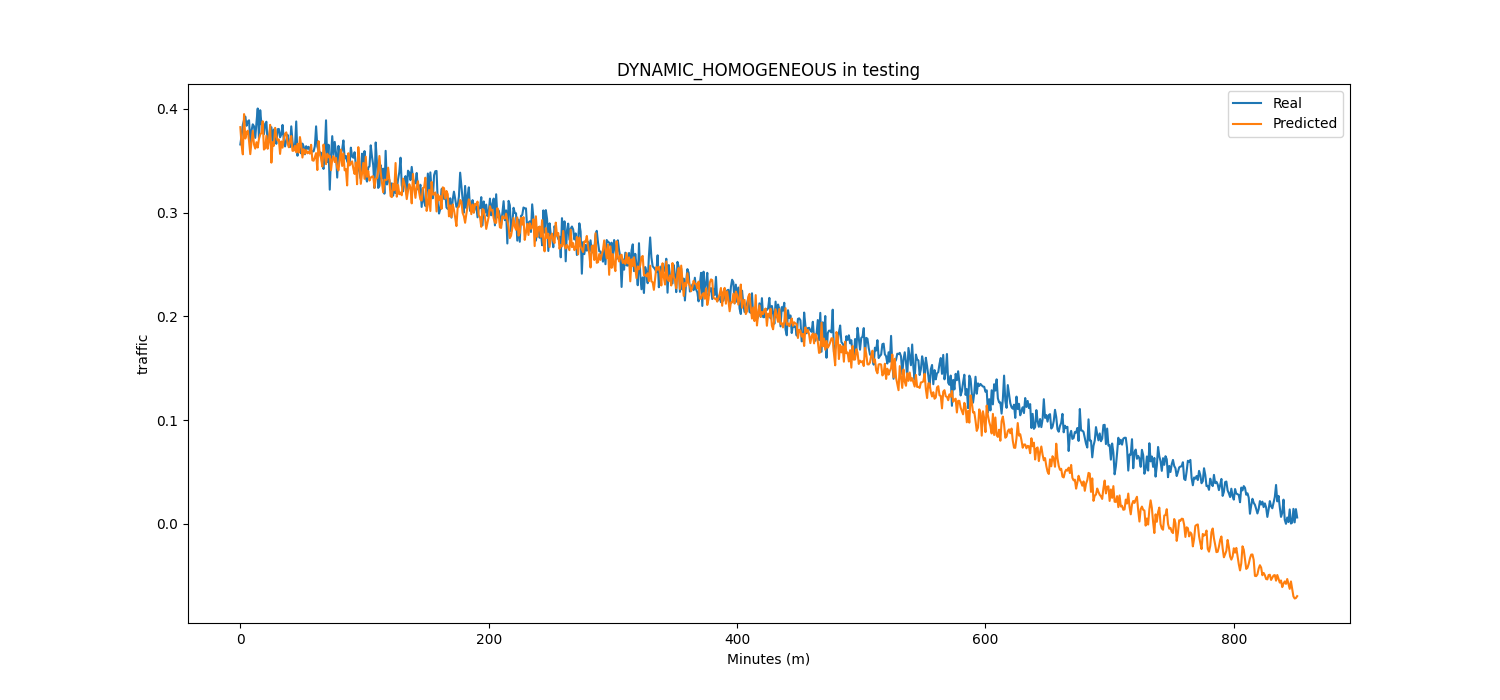 DYNAMIC_HOMOGENEOUS in testing
Real
Predicted
0.4
0.3
0.2
0.1
0.0
traffic
0 200 400 600 800
Minutes (m)